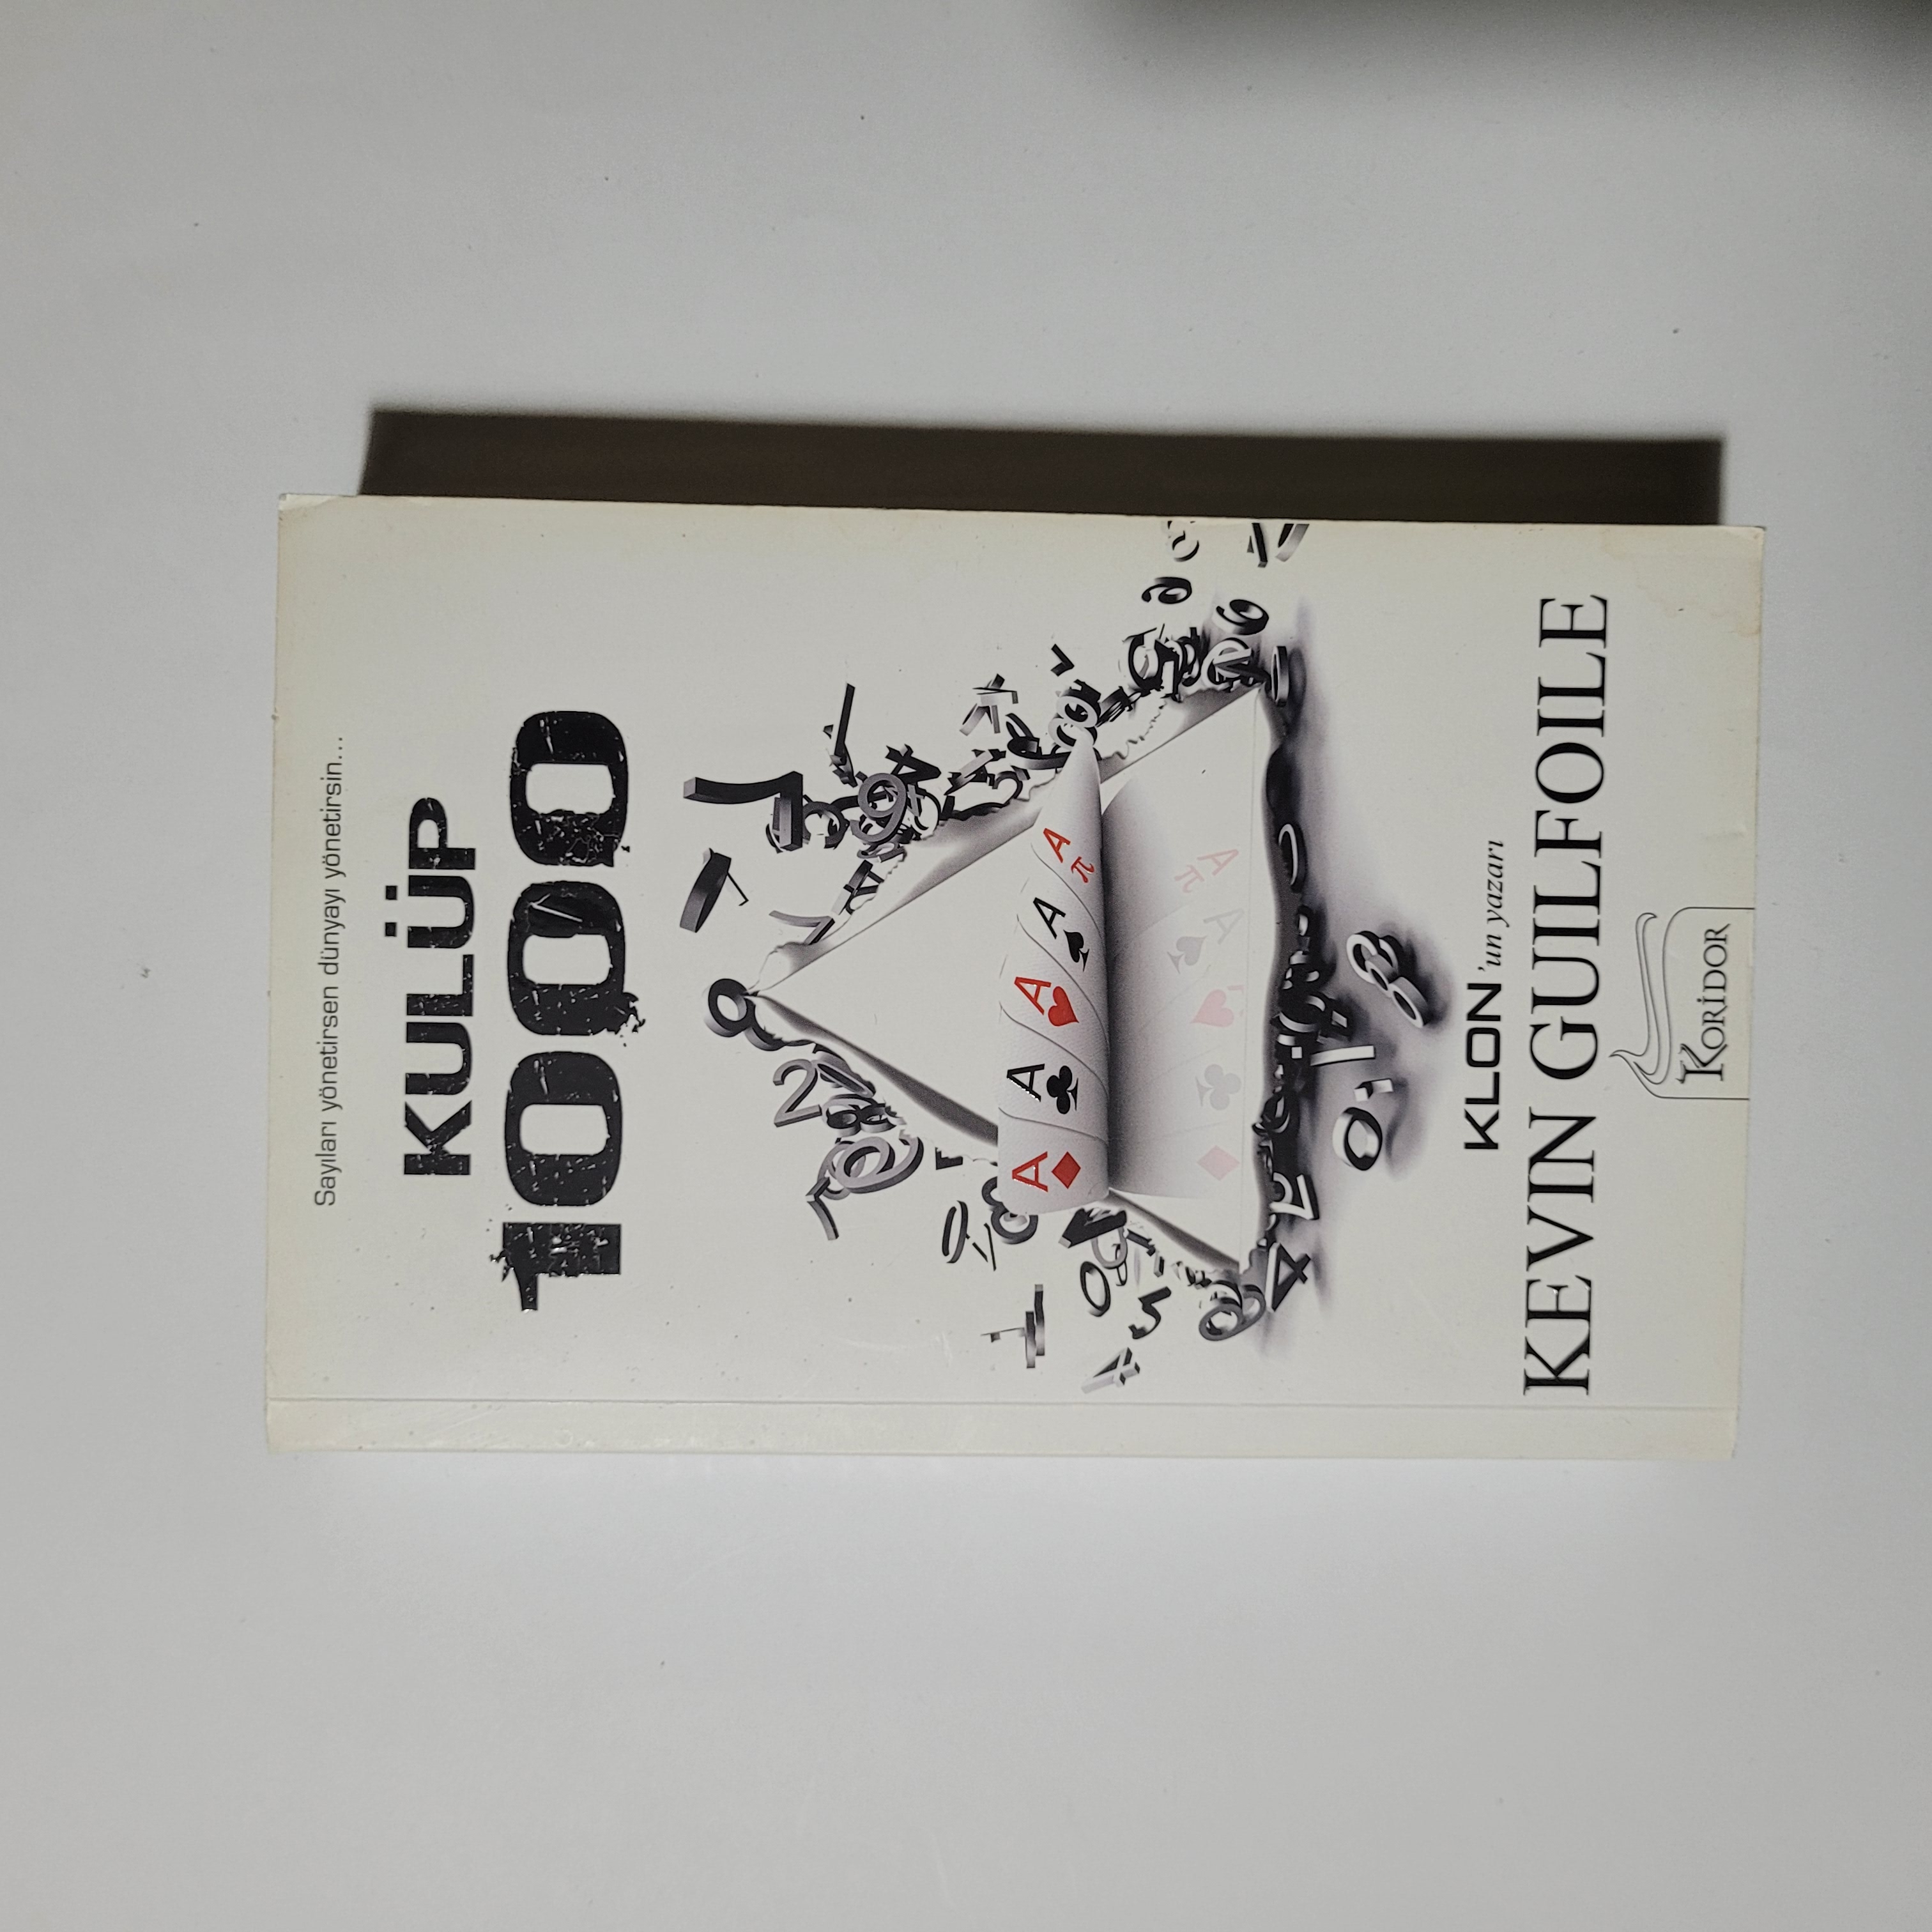 Sayıları yönetirsen dünyayı yönetirsin...
KULÜP
1000
A A A A A
π
KLON'un yazarı
KEVIN GUILFOILE
KORİDOR